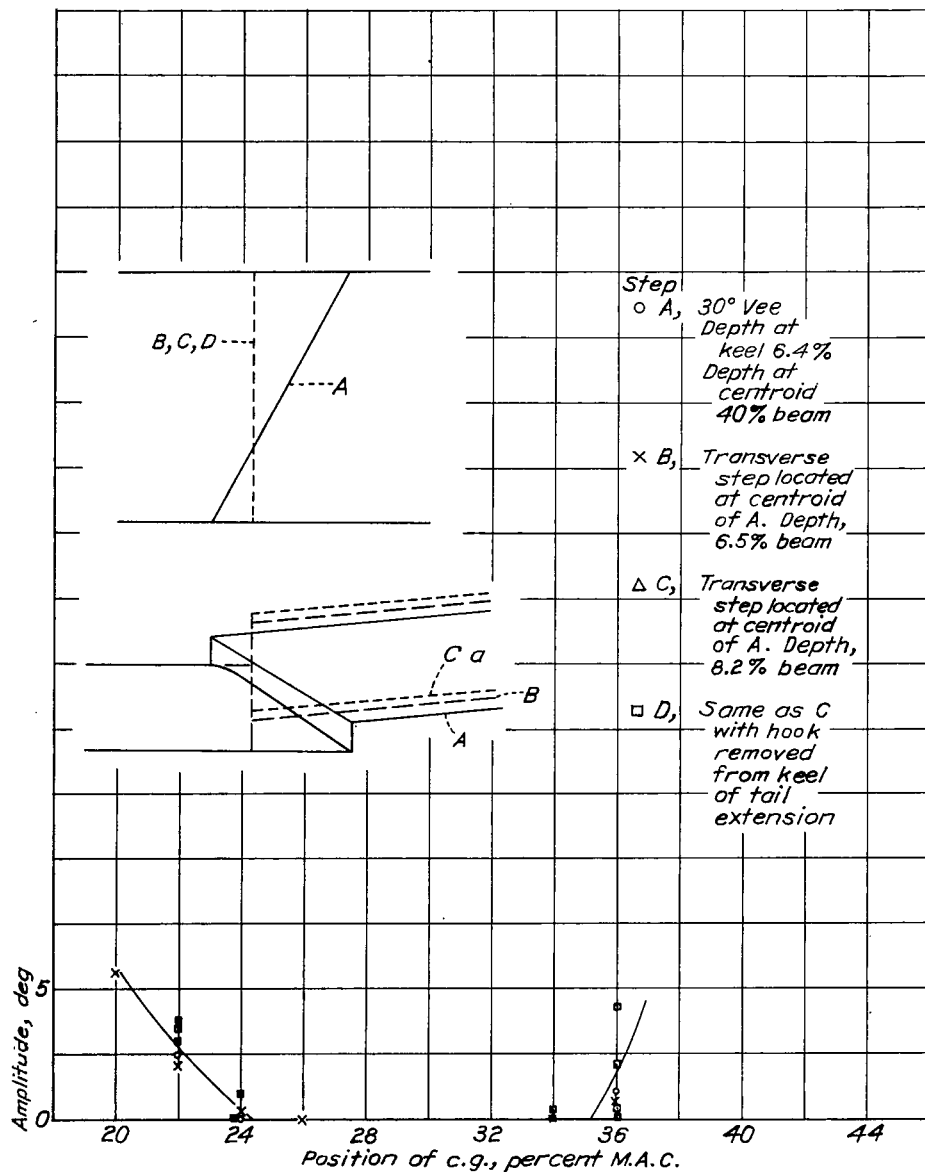 Step
○ A, 30° Vee
Depth at
keel 6.4%
Depth at
centroid
40% beam
× B, Transverse
step located
at centroid
of A. Depth,
6.5% beam
△ C, Transverse
step located
at centroid
of A. Depth,
8.2% beam
□ D, Same as C
with hook
removed
from keel
of tail
extension
B, C, D
A
C a
B
A
Amplitude, deg
5
0
20 24 28 32 36 40 44
Position of c.g., percent M.A.C.